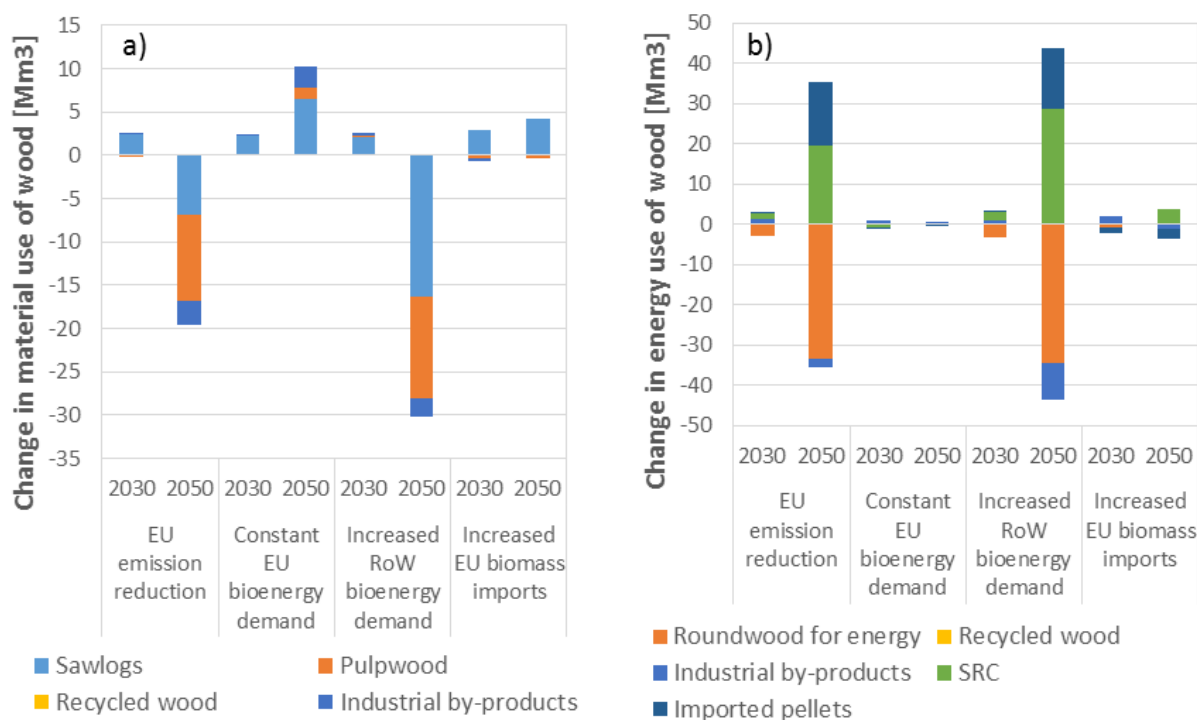 a)
Change in material use of wood [Mm3]
15
10
5
0
-5
-10
-15
-20
-25
-30
-35
2030 2050 2030 2050 2030 2050 2030 2050
EU emission reduction
Constant EU bioenergy demand
Increased RoW bioenergy demand
Increased EU biomass imports
Sawlogs
Pulpwood
Recycled wood
Industrial by-products
b)
Change in energy use of wood [Mm3]
50
40
30
20
10
0
-10
-20
-30
-40
-50
2030 2050 2030 2050 2030 2050 2030 2050
EU emission reduction
Constant EU bioenergy demand
Increased RoW bioenergy demand
Increased EU biomass imports
Roundwood for energy
Recycled wood
Industrial by-products
SRC
Imported pellets